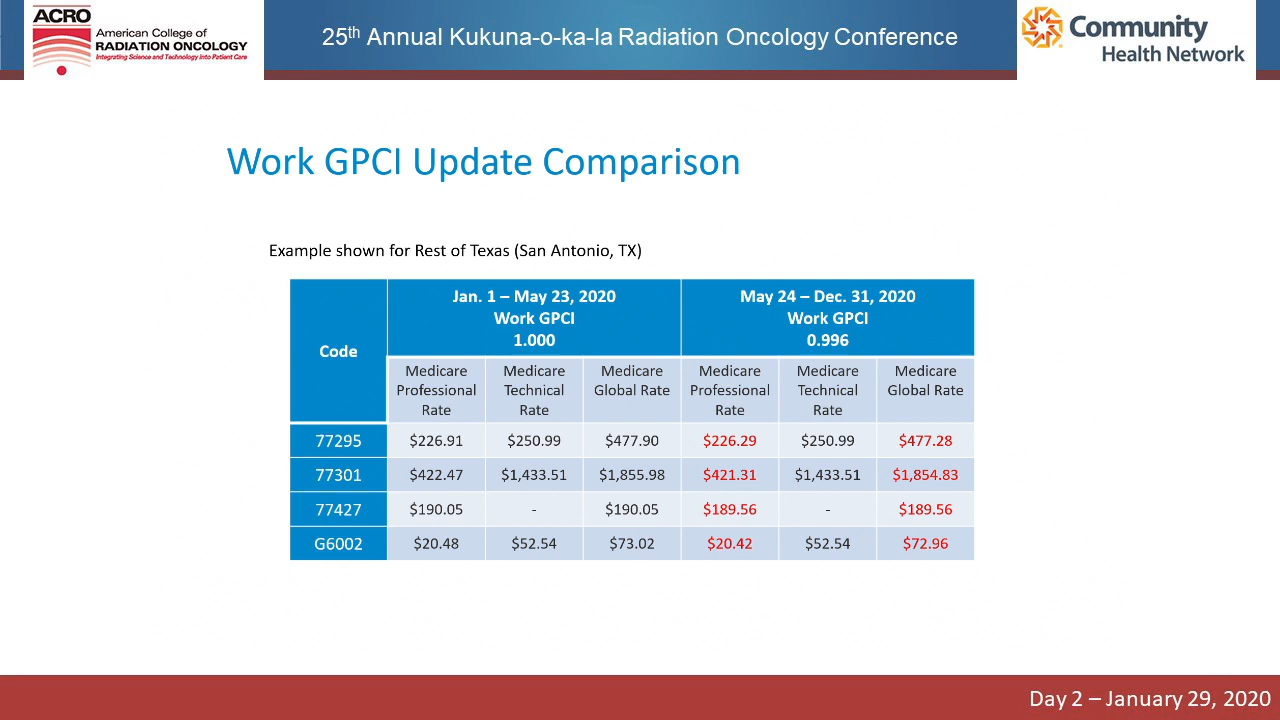 ACRO
American College of
RADIATION ONCOLOGY
Integrating Science and Technology Into Patient Care
25th Annual Kukuna-o-ka-la Radiation Oncology Conference
Community
Health Network
Work GPCI Update Comparison
Example shown for Rest of Texas (San Antonio, TX)
Code
Jan. 1 – May 23, 2020
Work GPCI
1.000
May 24 – Dec. 31, 2020
Work GPCI
0.996
Medicare Professional Rate
Medicare Technical Rate
Medicare Global Rate
Medicare Professional Rate
Medicare Technical Rate
Medicare Global Rate
77295 $226.91 $250.99 $477.90 $226.29 $250.99 $477.28
77301 $422.47 $1,433.51 $1,855.98 $421.31 $1,433.51 $1,854.83
77427 $190.05 - $190.05 $189.56 - $189.56
G6002 $20.48 $52.54 $73.02 $20.42 $52.54 $72.96
Day 2 – January 29, 2020